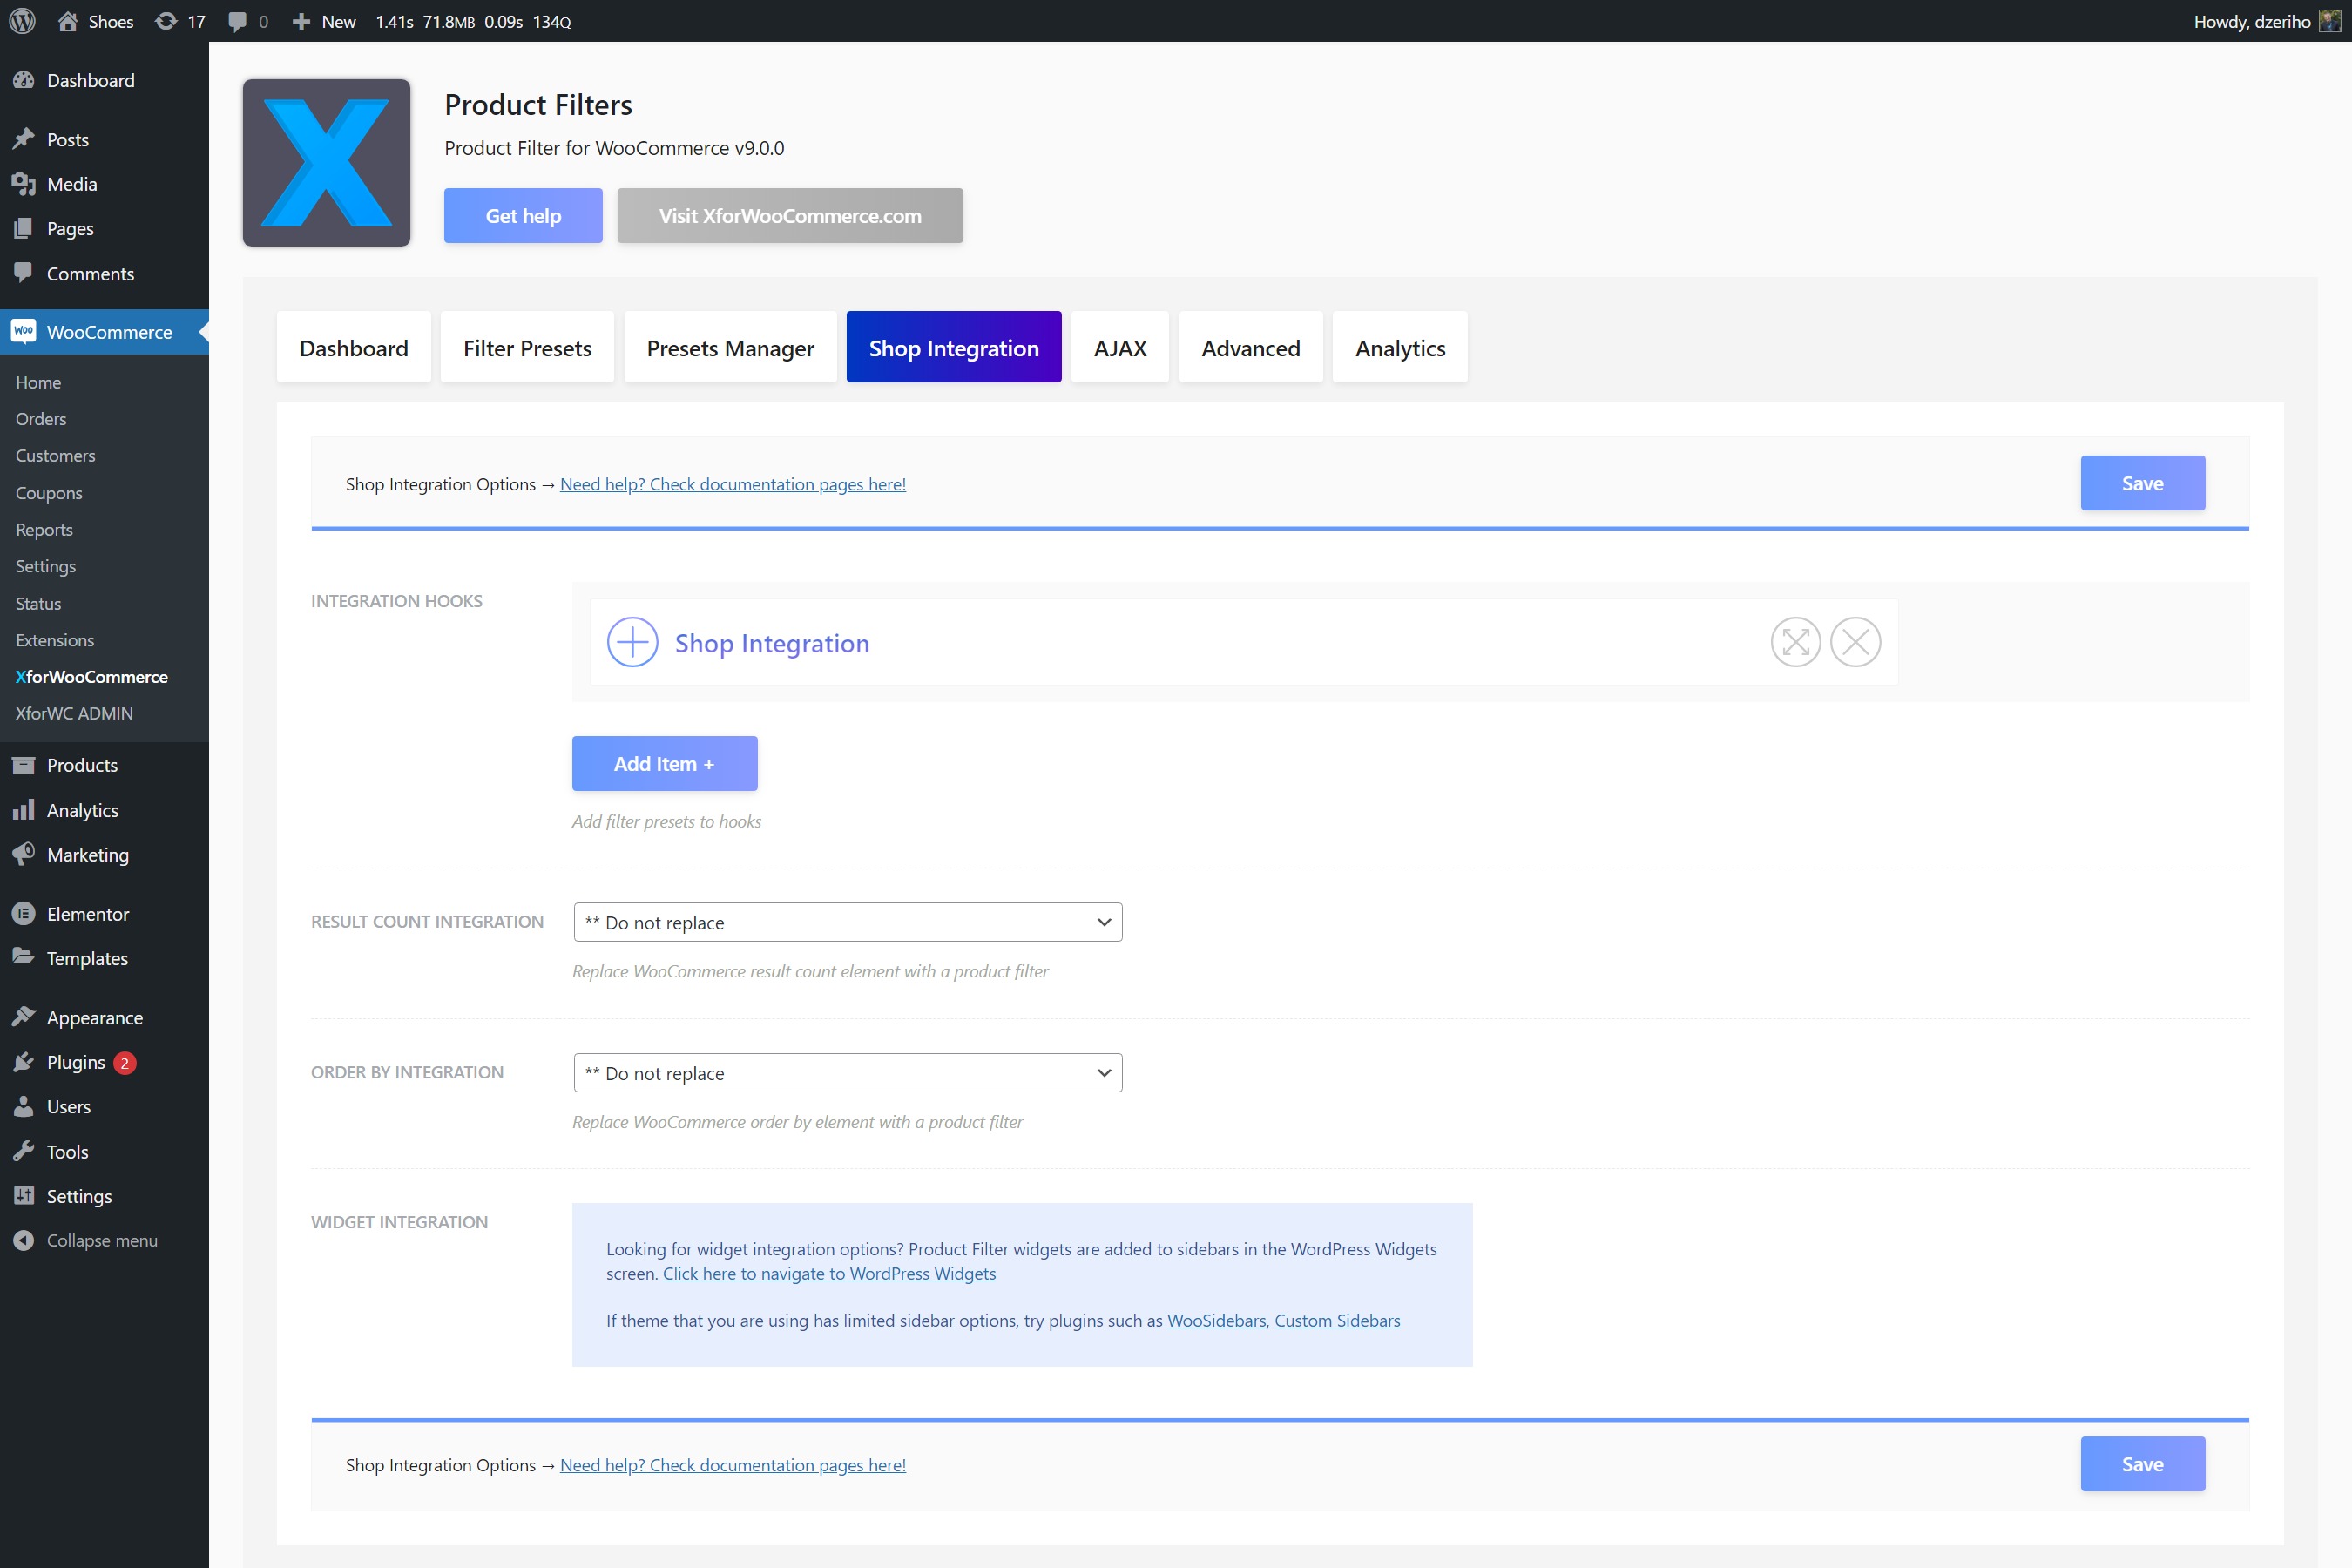 Shoes 17 0 New 1.41s 71.8MB 0.09s 134Q Howdy, dzeriho
Dashboard
Posts
Media
Pages
Comments
WOO WooCommerce
Home
Orders
Customers
Coupons
Reports
Settings
Status
Extensions
XforWooCommerce
XforWC ADMIN
Products
Analytics
Marketing
Elementor
Templates
Appearance
Plugins 2
Users
Tools
Settings
Collapse menu
X
Product Filters
Product Filter for WooCommerce v9.0.0
Get help Visit XforWooCommerce.com
Dashboard Filter Presets Presets Manager Shop Integration AJAX Advanced Analytics
Shop Integration Options → Need help? Check documentation pages here! Save
INTEGRATION HOOKS
Shop Integration
Add Item +
Add filter presets to hooks
RESULT COUNT INTEGRATION ** Do not replace
Replace WooCommerce result count element with a product filter
ORDER BY INTEGRATION ** Do not replace
Replace WooCommerce order by element with a product filter
WIDGET INTEGRATION
Looking for widget integration options? Product Filter widgets are added to sidebars in the WordPress Widgets
screen. Click here to navigate to WordPress Widgets
If theme that you are using has limited sidebar options, try plugins such as WooSidebars, Custom Sidebars
Shop Integration Options → Need help? Check documentation pages here! Save